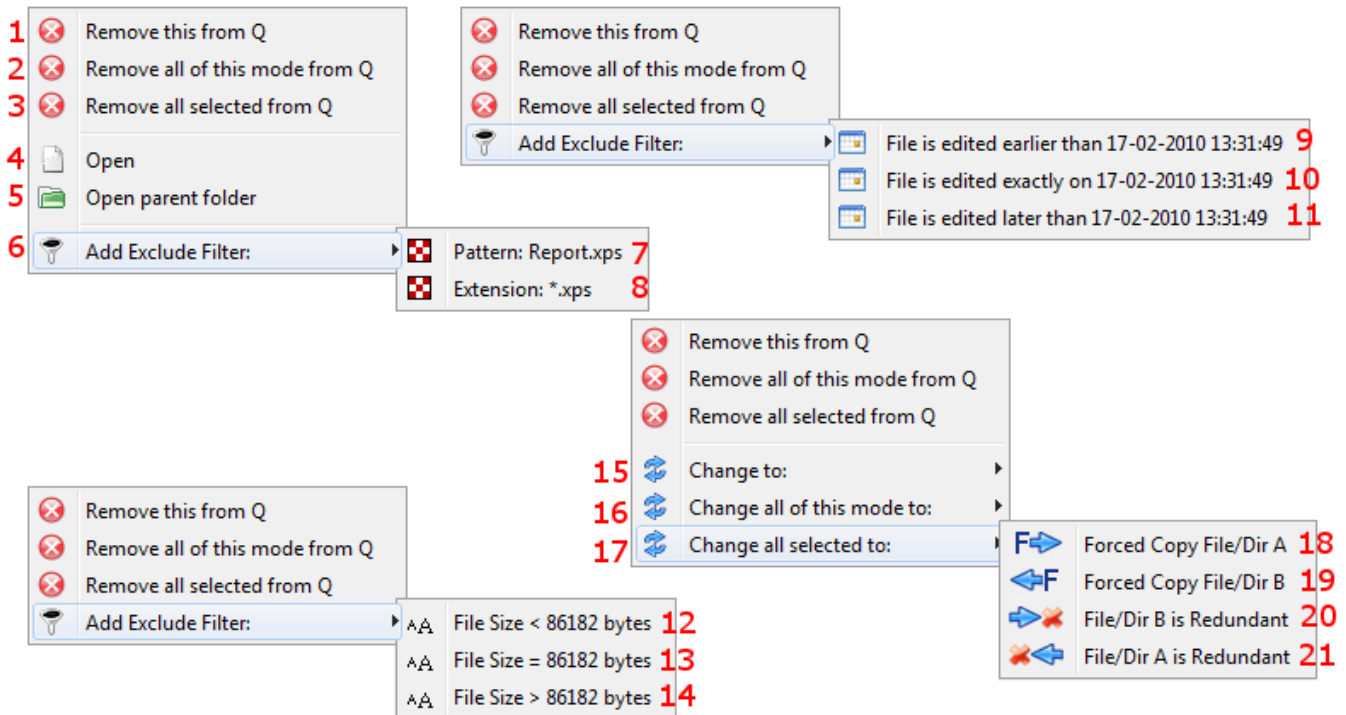 1 Remove this from Q
2 Remove all of this mode from Q
3 Remove all selected from Q
4 Open
5 Open parent folder
6 Add Exclude Filter:
Pattern: Report.xps 7
Extension: *.xps 8
Remove this from Q
Remove all of this mode from Q
Remove all selected from Q
Add Exclude Filter:
File is edited earlier than 17-02-2010 13:31:49 9
File is edited exactly on 17-02-2010 13:31:49 10
File is edited later than 17-02-2010 13:31:49 11
Remove this from Q
Remove all of this mode from Q
Remove all selected from Q
15 Change to:
16 Change all of this mode to:
17 Change all selected to:
F Forced Copy File/Dir A 18
F Forced Copy File/Dir B 19
File/Dir B is Redundant 20
File/Dir A is Redundant 21
Remove this from Q
Remove all of this mode from Q
Remove all selected from Q
Add Exclude Filter:
AA File Size < 86182 bytes 12
AA File Size = 86182 bytes 13
AA File Size > 86182 bytes 14